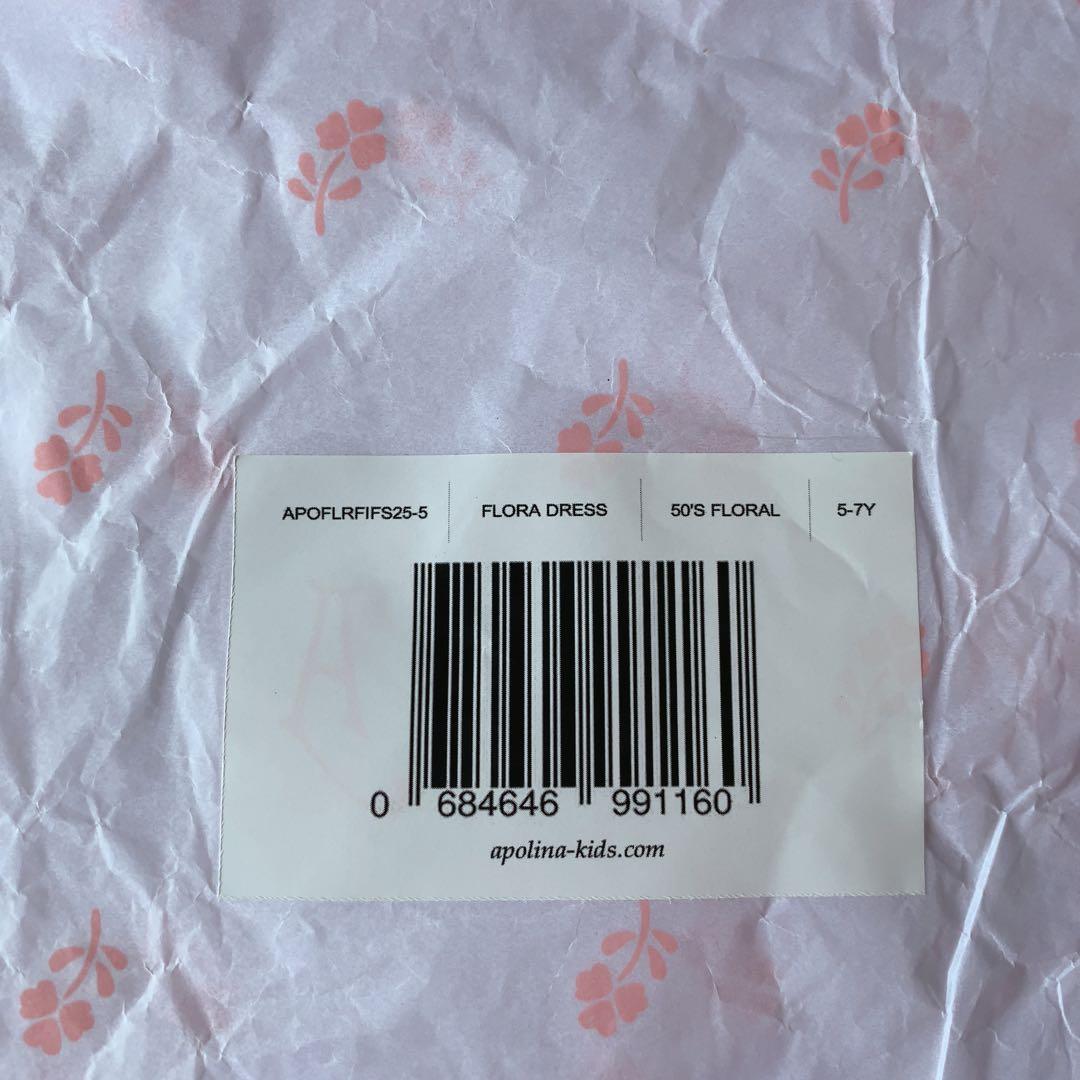 APOFLRFIFS25-5 FLORA DRESS 50'S FLORAL 5-7Y
0 684646 991160
apolina-kids.com